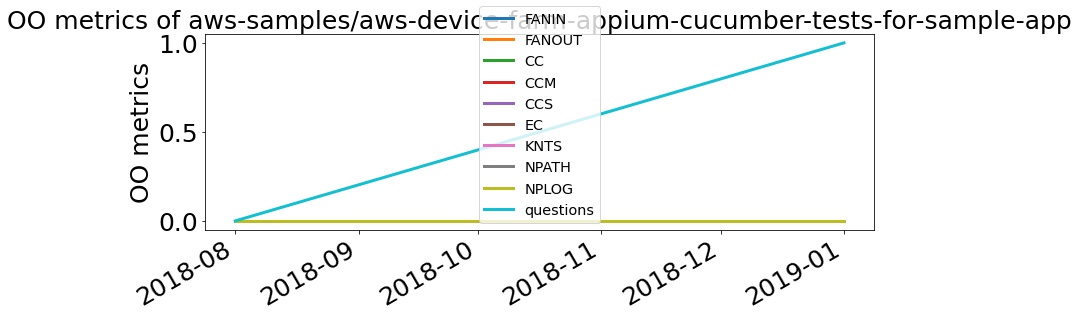 OO metrics of aws-samples/aws-device-farm-appium-cucumber-tests-for-sample-app
OO metrics
1.0
0.5
0.0
FANIN
FANOUT
CC
CCM
CCS
EC
KNTS
NPATH
NPLOG
questions
2018-08
2018-09
2018-10
2018-11
2018-12
2019-01